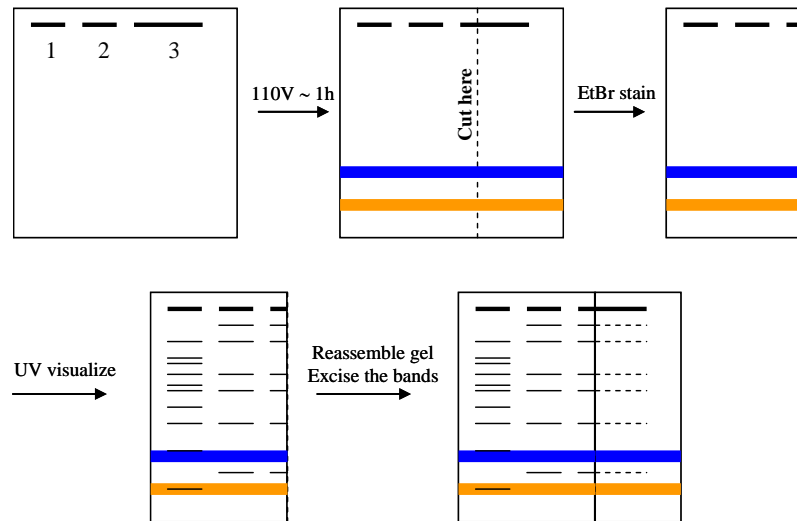 1 2 3
110V ~ 1h
Cut here
EtBr stain
UV visualize
Reassemble gel
Excise the bands